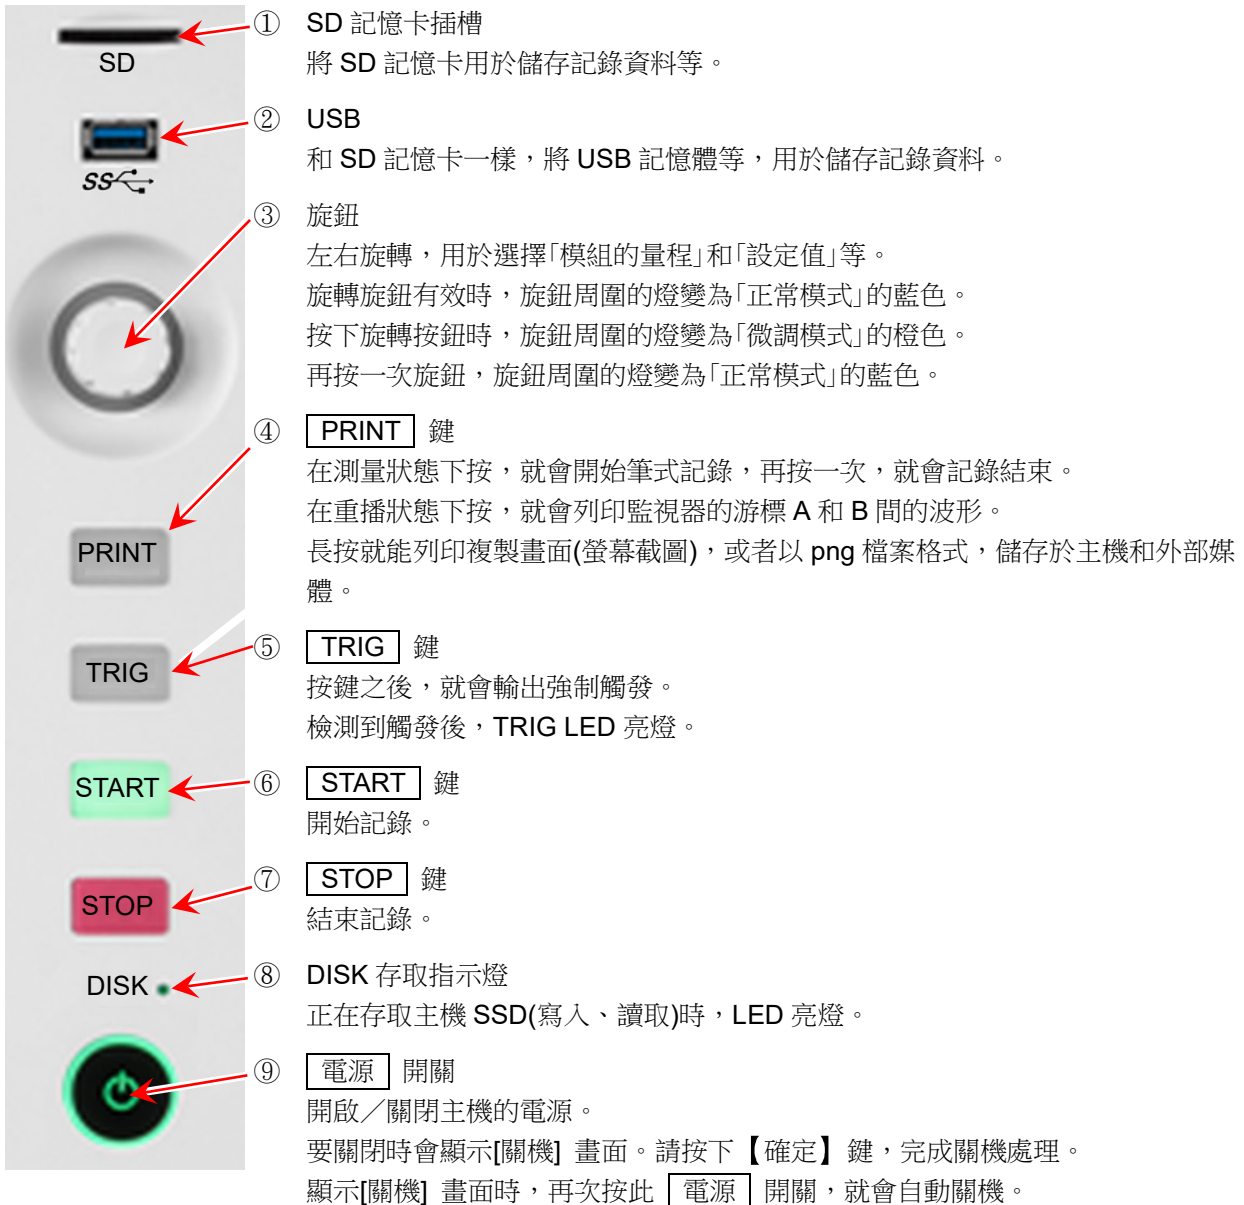 ① SD 記憶卡插槽
將 SD 記憶卡用於儲存記錄資料等。
② USB
和 SD 記憶卡一樣，將 USB 記憶體等，用於儲存記錄資料。
③ 旋鈕
左右旋轉，用於選擇「模組的量程」和「設定值」等。
旋轉旋鈕有效時，旋鈕周圍的燈變為「正常模式」的藍色。
按下旋轉按鈕時，旋鈕周圍的燈變為「微調模式」的橙色。
再按一次旋鈕，旋鈕周圍的燈變為「正常模式」的藍色。
④ PRINT 鍵
在測量狀態下按，就會開始筆式記錄，再按一次，就會記錄結束。
在重播狀態下按，就會列印監視器的游標 A 和 B 間的波形。
長按就能列印複製畫面(螢幕截圖)，或者以 png 檔案格式，儲存於主機和外部媒
體。
⑤ TRIG 鍵
按鍵之後，就會輸出強制觸發。
檢測到觸發後，TRIG LED 亮燈。
⑥ START 鍵
開始記錄。
⑦ STOP 鍵
結束記錄。
⑧ DISK 存取指示燈
正在存取主機 SSD(寫入、讀取)時，LED 亮燈。
⑨ 電源 開關
開啟／關閉主機的電源。
要關閉時會顯示[關機] 畫面。請按下【確定】鍵，完成關機處理。
顯示[關機] 畫面時，再次按此 電源 開關，就會自動關機。
SD
SS
PRINT
TRIG
START
STOP
DISK